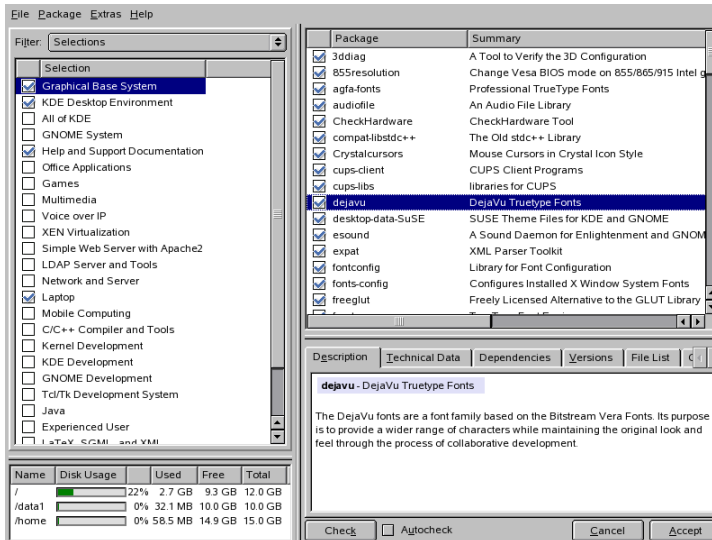 File Package Extras Help
Filter: Selections
Selection
Graphical Base System
KDE Desktop Environment
All of KDE
GNOME System
Help and Support Documentation
Office Applications
Games
Multimedia
Voice over IP
XEN Virtualization
Simple Web Server with Apache2
LDAP Server and Tools
Network and Server
Laptop
Mobile Computing
C/C++ Compiler and Tools
Kernel Development
KDE Development
GNOME Development
Tcl/Tk Development System
Java
Experienced User
LaTeX, SGML, and XML
Name Disk Usage Used Free Total
/ 22% 2.7 GB 9.3 GB 12.0 GB
/data1 0% 32.1 MB 10.0 GB 10.0 GB
/home 0% 58.5 MB 14.9 GB 15.0 GB
Package Summary
3ddiag A Tool to Verify the 3D Configuration
855resolution Change Vesa BIOS mode on 855/865/915 Intel g
agfa-fonts Professional TrueType Fonts
audiofile An Audio File Library
CheckHardware CheckHardware Tool
compat-libstdc++ The Old stdc++ Library
Crystalcursors Mouse Cursors in Crystal Icon Style
cups-client CUPS Client Programs
cups-libs libraries for CUPS
dejavu DejaVu Truetype Fonts
desktop-data-SuSE SUSE Theme Files for KDE and GNOME
esound A Sound Daemon for Enlightenment and GNOM
expat XML Parser Toolkit
fontconfig Library for Font Configuration
fonts-config Configures Installed X Window System Fonts
freeglut Freely Licensed Alternative to the GLUT Library
Description Technical Data Dependencies Versions File List
dejavu - DejaVu Truetype Fonts
The DejaVu fonts are a font family based on the Bitstream Vera Fonts. Its purpose
is to provide a wider range of characters while maintaining the original look and
feel through the process of collaborative development.
Check Autocheck Cancel Accept